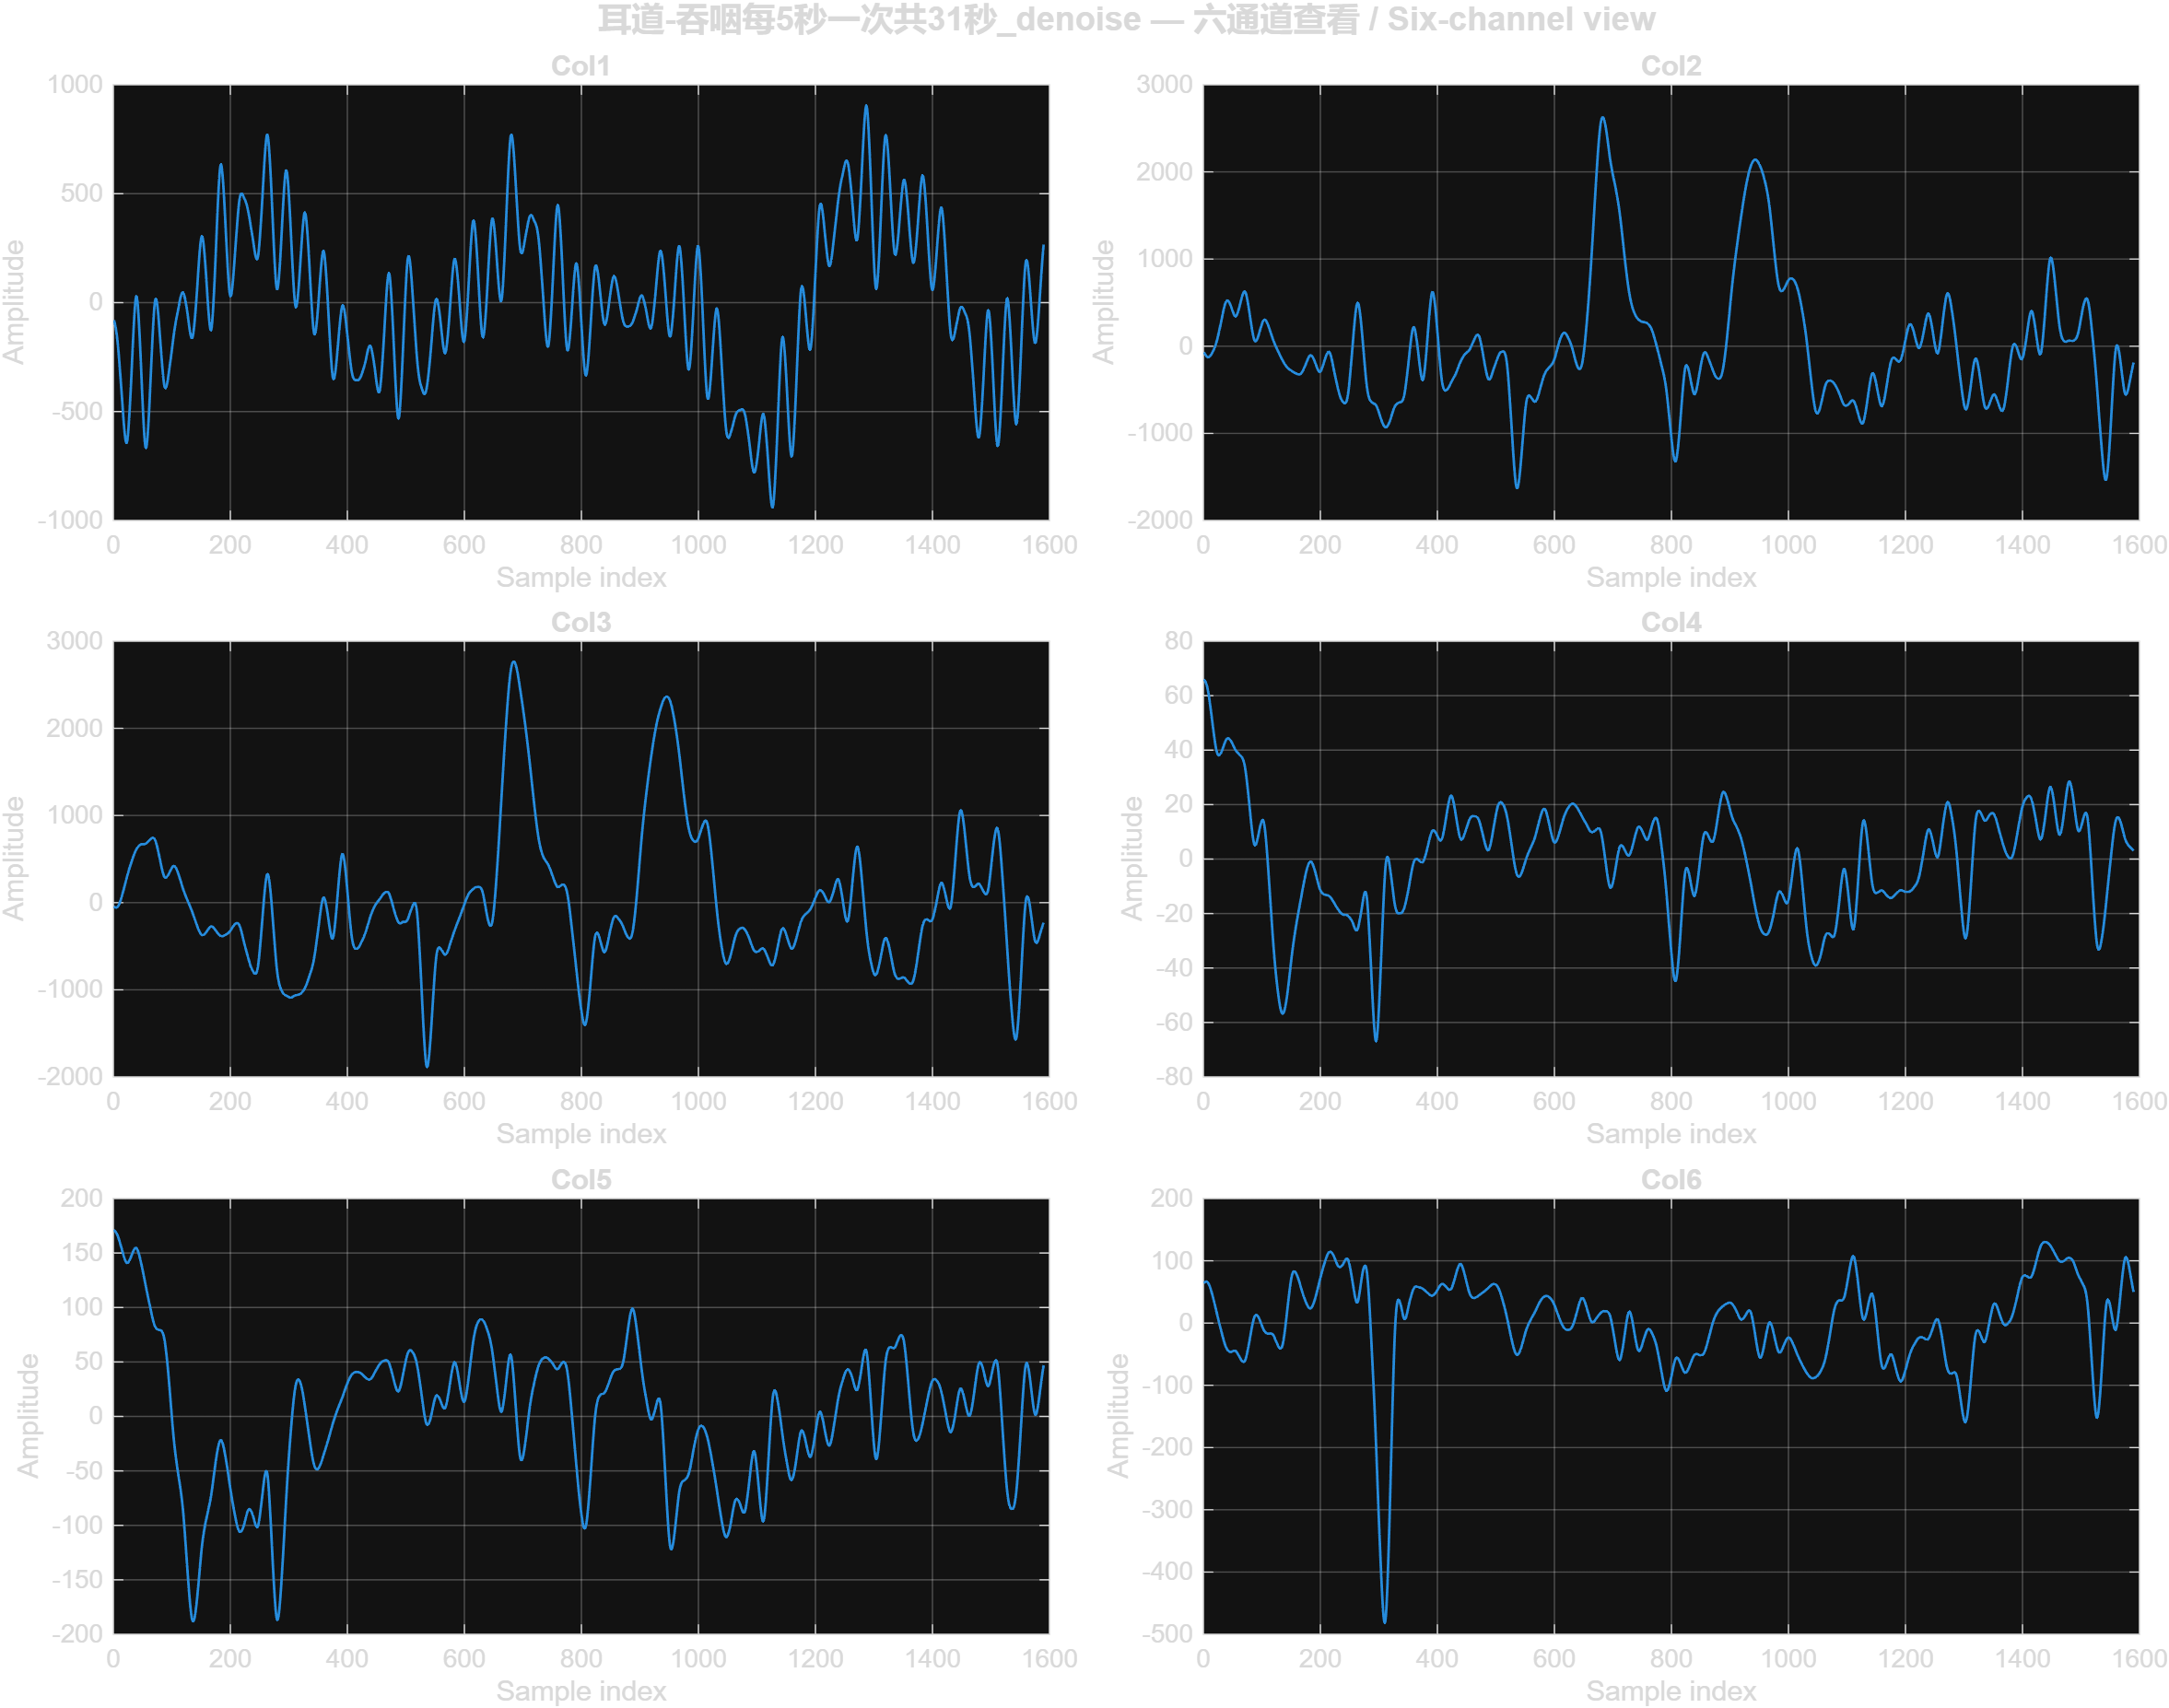 耳道-吞咽每5秒一次共31秒_denoise — 六通道查看 / Six-channel view
Col1
1000
500
0
-500
-1000
Amplitude
0 200 400 600 800 1000 1200 1400 1600
Sample index
Col2
3000
2000
1000
0
-1000
-2000
Amplitude
0 200 400 600 800 1000 1200 1400 1600
Sample index
Col3
3000
2000
1000
0
-1000
-2000
Amplitude
0 200 400 600 800 1000 1200 1400 1600
Sample index
Col4
80
60
40
20
0
-20
-40
-60
-80
Amplitude
0 200 400 600 800 1000 1200 1400 1600
Sample index
Col5
200
150
100
50
0
-50
-100
-150
-200
Amplitude
0 200 400 600 800 1000 1200 1400 1600
Sample index
Col6
200
100
0
-100
-200
-300
-400
-500
Amplitude
0 200 400 600 800 1000 1200 1400 1600
Sample index